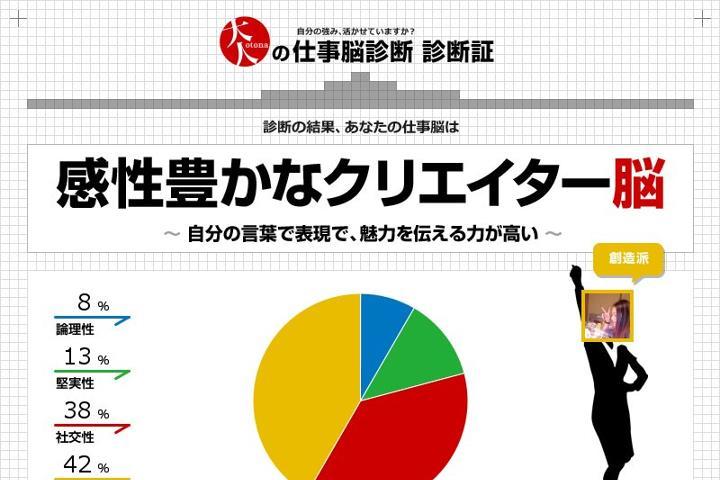 自分の強み、活かせていますか？
大人 otona の仕事脳診断 診断証
診断の結果、あなたの仕事脳は
感性豊かなクリエイター脳
～ 自分の言葉で表現で、魅力を伝える力が高い ～
創造派
8 %
論理性
13 %
堅実性
38 %
社交性
42 %